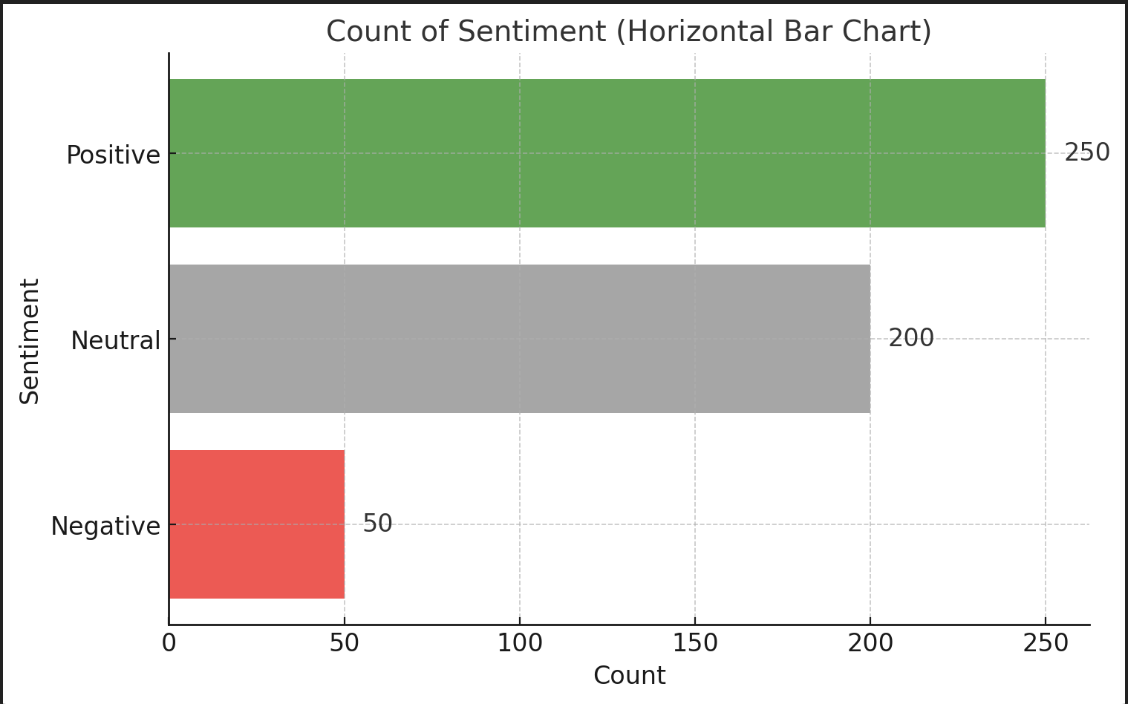 Count of Sentiment (Horizontal Bar Chart)
Sentiment
Positive
250
Neutral
200
Negative
50
0 50 100 150 200 250
Count